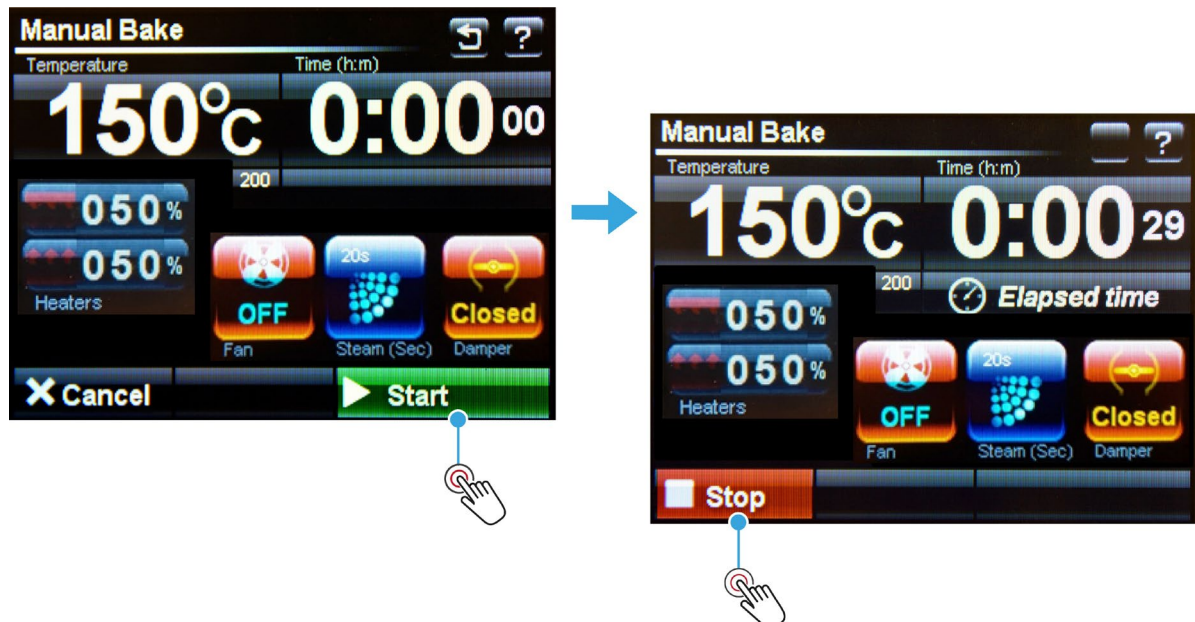 Manual Bake
?
Temperature
Time (h:m)
150°C
0:00 00
200
050%
050%
Heaters
OFF
Fan
20s
Steam (Sec)
Closed
Damper
Cancel
Start
Manual Bake
?
Temperature
Time (h:m)
150°C
0:00 29
200
Elapsed time
050%
050%
Heaters
OFF
Fan
20s
Steam (Sec)
Closed
Damper
Stop